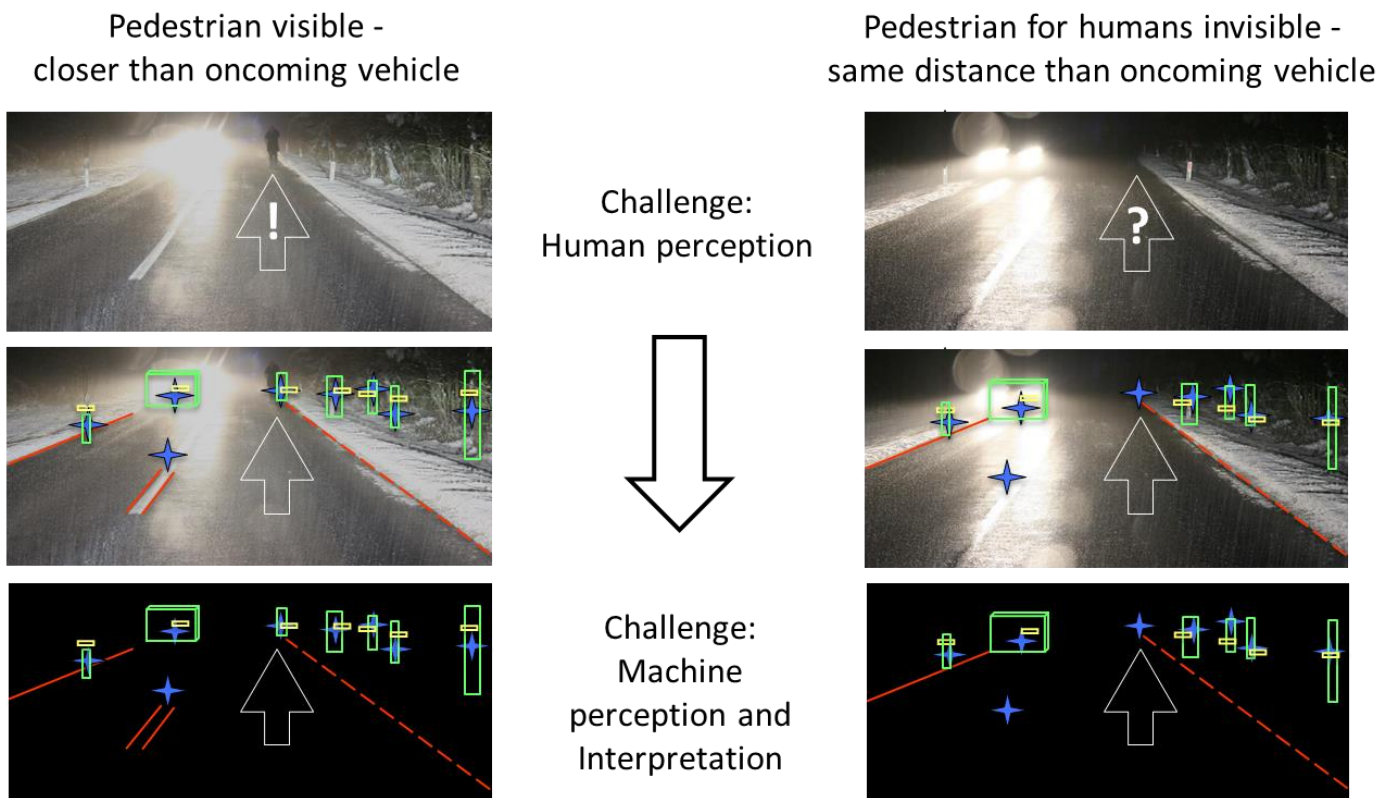 Pedestrian visible -
closer than oncoming vehicle
Pedestrian for humans invisible -
same distance than oncoming vehicle
!
?
Challenge:
Human perception
Challenge:
Machine
perception and
Interpretation